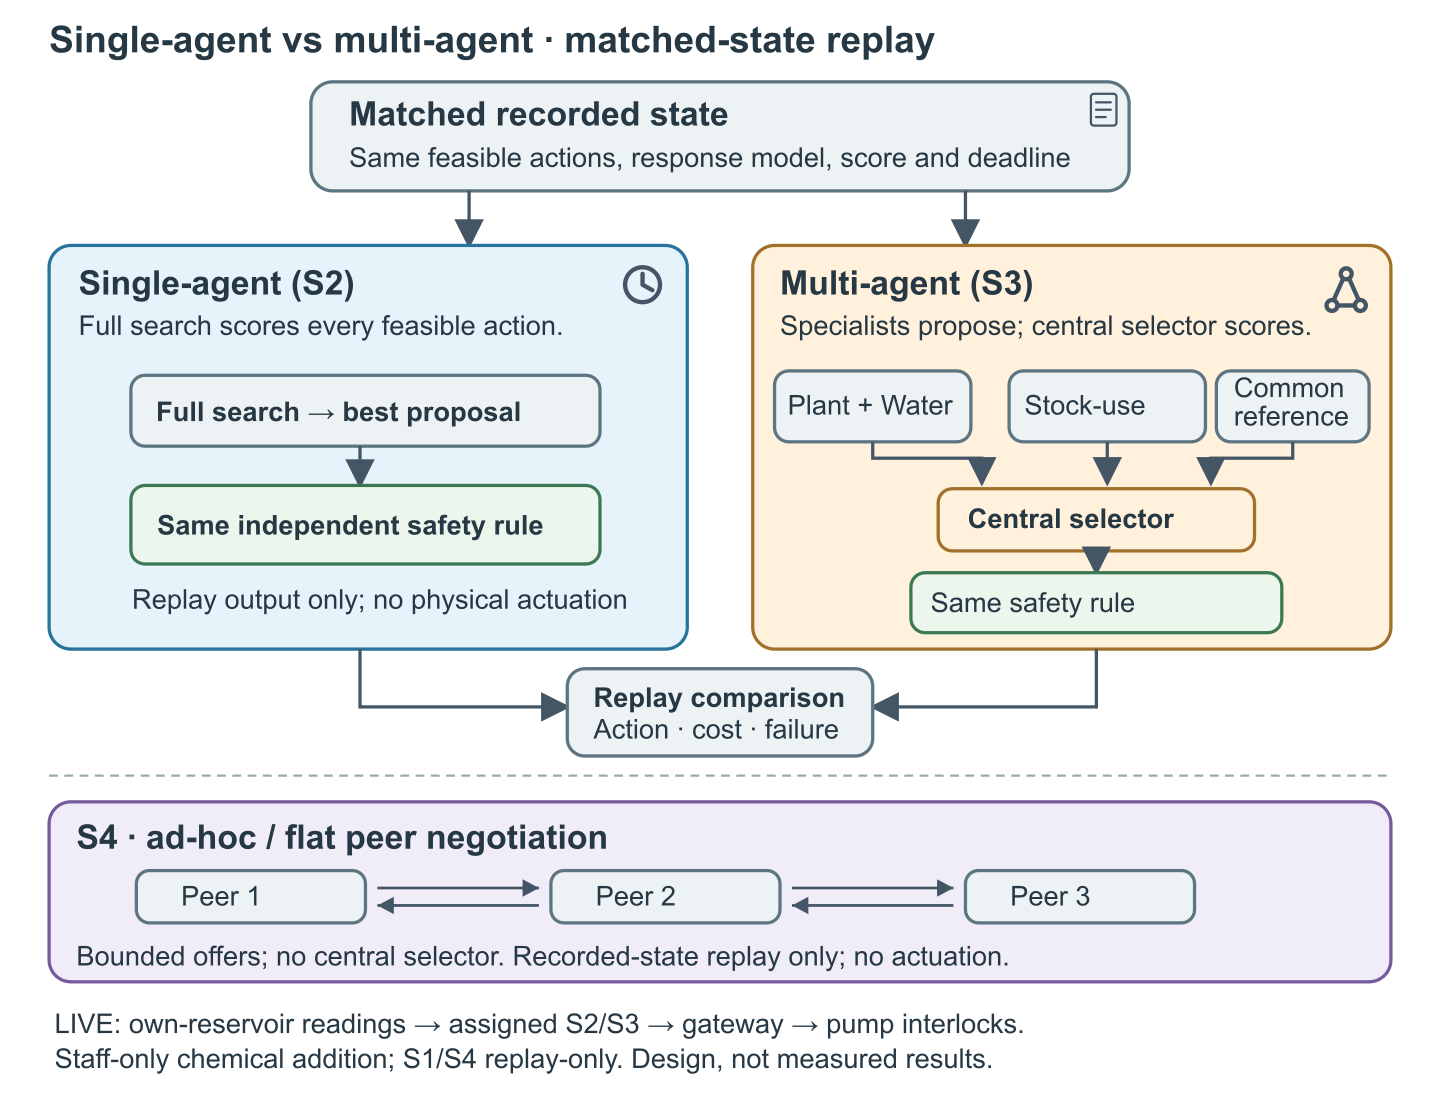 Single-agent vs multi-agent · matched-state replay
Matched recorded state
Same feasible actions, response model, score and deadline
Single-agent (S2)
Full search scores every feasible action.
Full search → best proposal
Same independent safety rule
Replay output only; no physical actuation
Multi-agent (S3)
Specialists propose; central selector scores.
Plant + Water
Stock-use
Common
reference
Central selector
Same safety rule
Replay comparison
Action · cost · failure
S4 · ad-hoc / flat peer negotiation
Peer 1
Peer 2
Peer 3
Bounded offers; no central selector. Recorded-state replay only; no actuation.
LIVE: own-reservoir readings → assigned S2/S3 → gateway → pump interlocks.
Staff-only chemical addition; S1/S4 replay-only. Design, not measured results.